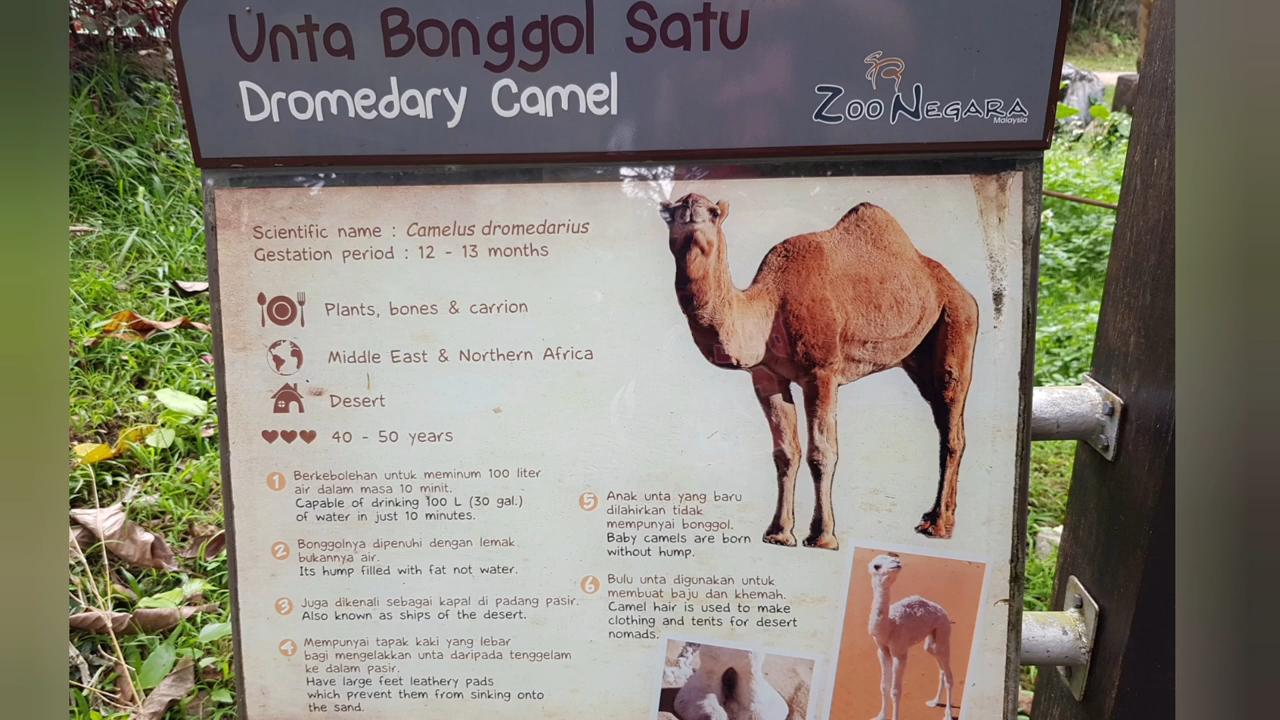 Unta Bonggol Satu
Dromedary Camel
Zoo Negara
Malaysia
Scientific name : Camelus dromedarius
Gestation period : 12 - 13 months
Plants, bones & carrion
Middle East & Northern Africa
Desert
40 - 50 years
1 Berkebolehan untuk meminum 100 liter
air dalam masa 10 minit.
Capable of drinking 100 L (30 gal.)
of water in just 10 minutes.
2 Bonggolnya dipenuhi dengan lemak
bukannya air.
Its hump filled with fat not water.
3 Juga dikenali sebagai kapal di padang pasir.
Also known as ships of the desert.
4 Mempunyai tapak kaki yang lebar
bagi mengelakkan unta daripada tenggelam
ke dalam pasir.
Have large feet leathery pads
which prevent them from sinking onto
the sand.
5 Anak unta yang baru
dilahirkan tidak
mempunyai bonggol.
Baby camels are born
without hump.
6 Bulu unta digunakan untuk
membuat baju dan khemah.
Camel hair is used to make
clothing and tents for desert
nomads.